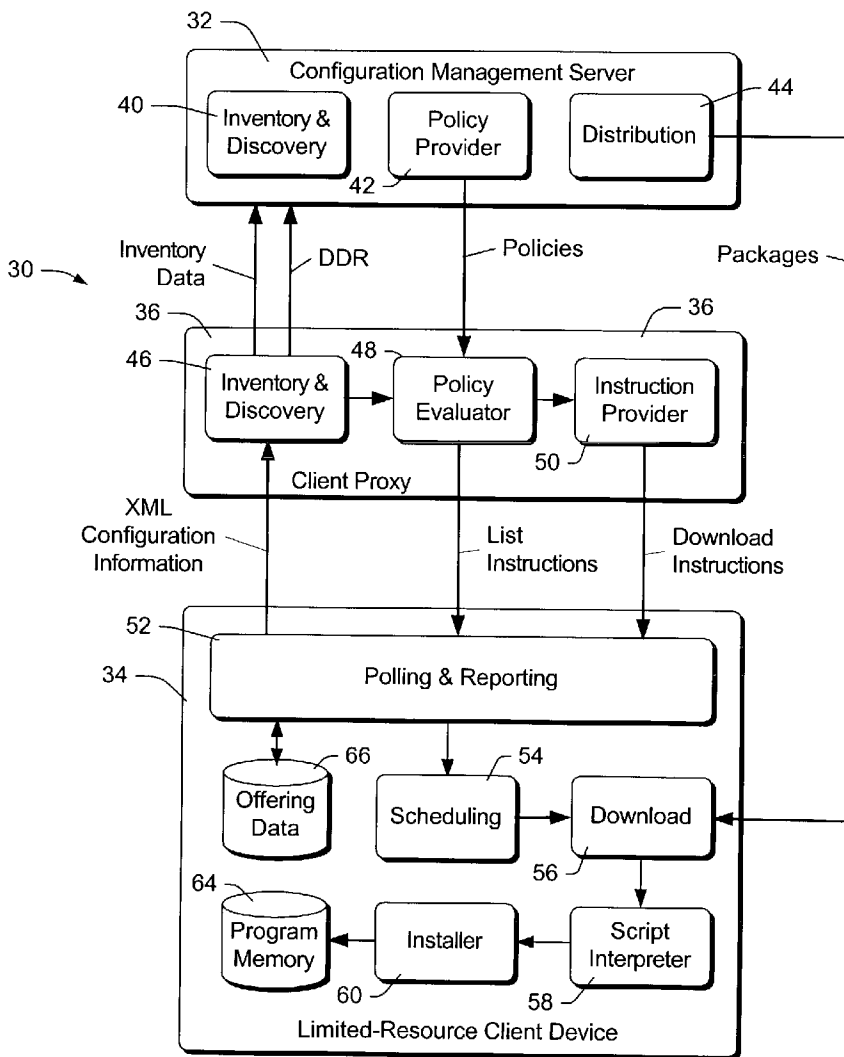 32
Configuration Management Server
40
44
Inventory &
Discovery
Policy
Provider
42
Distribution
Inventory
Data
DDR
Policies
Packages
30
36
36
46
48
Inventory &
Discovery
Policy
Evaluator
Instruction
Provider
50
Client Proxy
XML
Configuration
Information
List
Instructions
Download
Instructions
52
Polling & Reporting
34
66
54
Offering
Data
Scheduling
Download
56
64
Program
Memory
Installer
60
Script
Interpreter
58
Limited-Resource Client Device